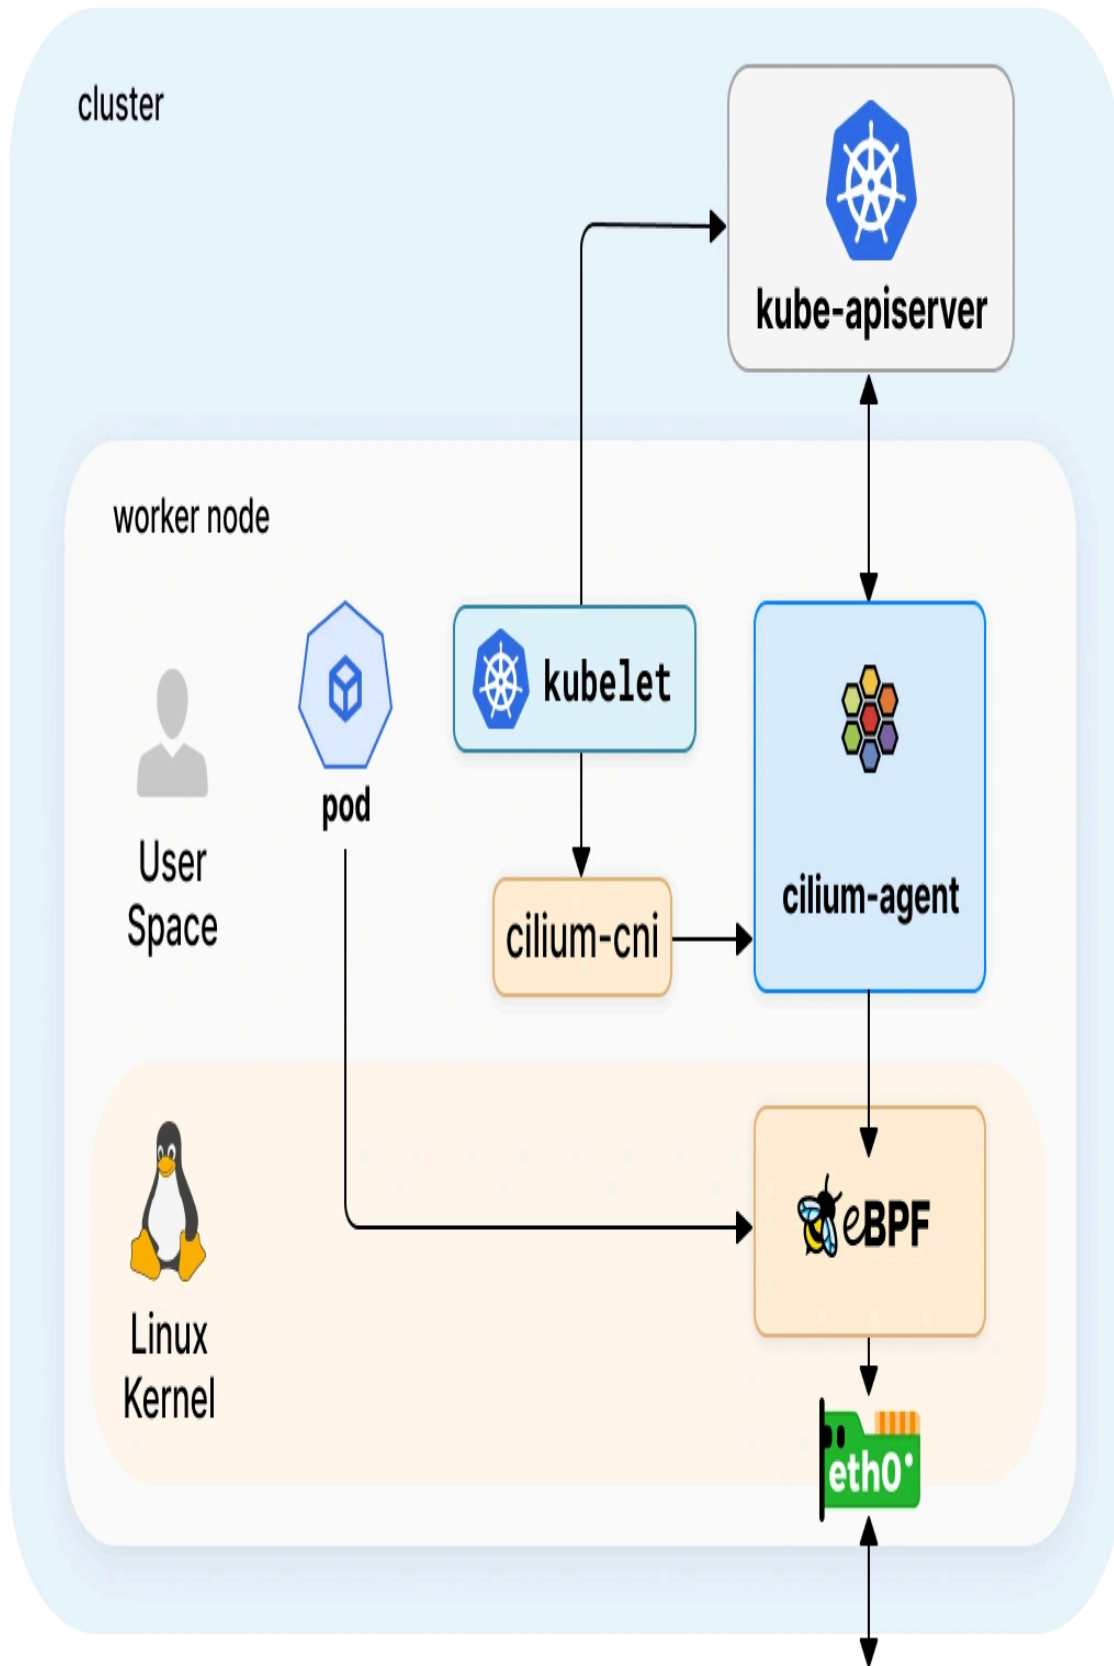 cluster
kube-apiserver
worker node
kubelet
pod
User
Space
cilium-cni
cilium-agent
eBPF
Linux
Kernel
eth0